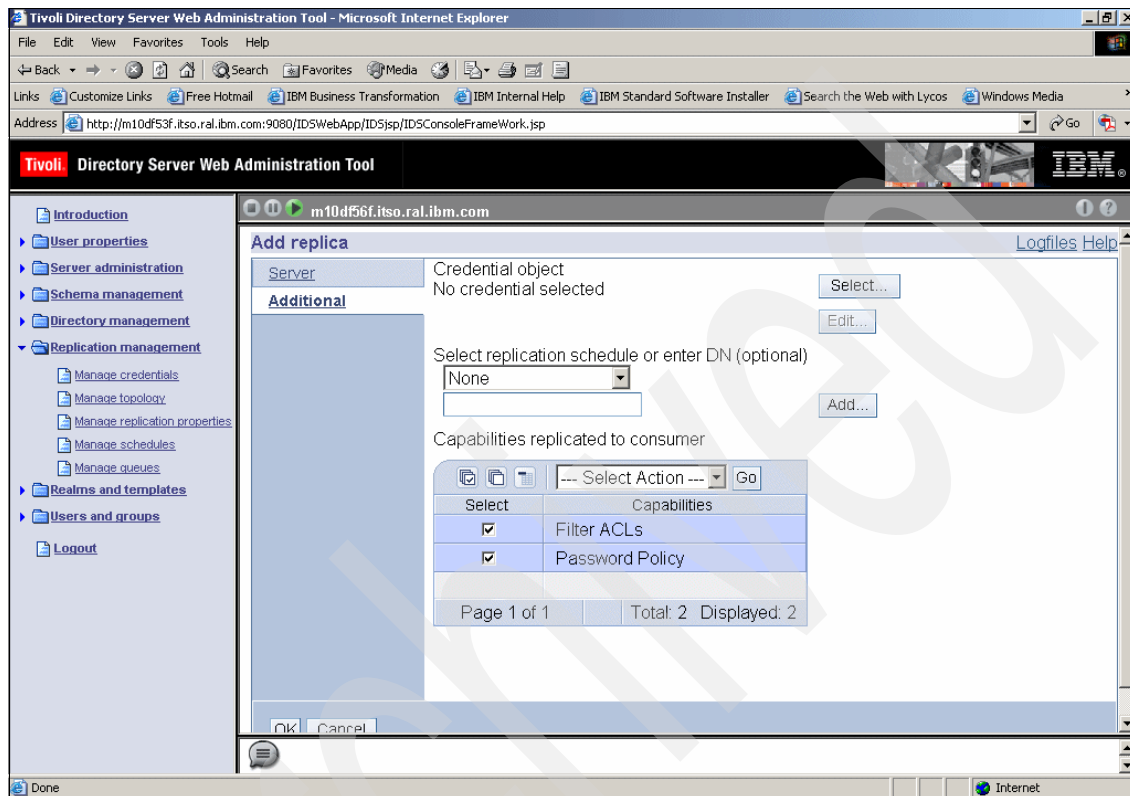 Tivoli Directory Server Web Administration Tool - Microsoft Internet Explorer
File Edit View Favorites Tools Help
Back Search Favorites Media
Links Customize Links Free Hotmail IBM Business Transformation IBM Internal Help IBM Standard Software Installer Search the Web with Lycos Windows Media
Address http://m10df53f.itso.ral.ibm.com:9080/IDSWebApp/IDSjsp/IDSConsoleFrameWork.jsp Go
Tivoli. Directory Server Web Administration Tool IBM
m10df56f.itso.ral.ibm.com
Introduction
User properties
Server administration
Schema management
Directory management
Replication management
Manage credentials
Manage topology
Manage replication properties
Manage schedules
Manage queues
Realms and templates
Users and groups
Logout
Add replica Logfiles Help
Server
Additional
Credential object
No credential selected Select...
Edit...
Select replication schedule or enter DN (optional)
None
Add...
Capabilities replicated to consumer
--- Select Action --- Go
Select Capabilities
Filter ACLs
Password Policy
Page 1 of 1 Total: 2 Displayed: 2
OK Cancel
Done Internet